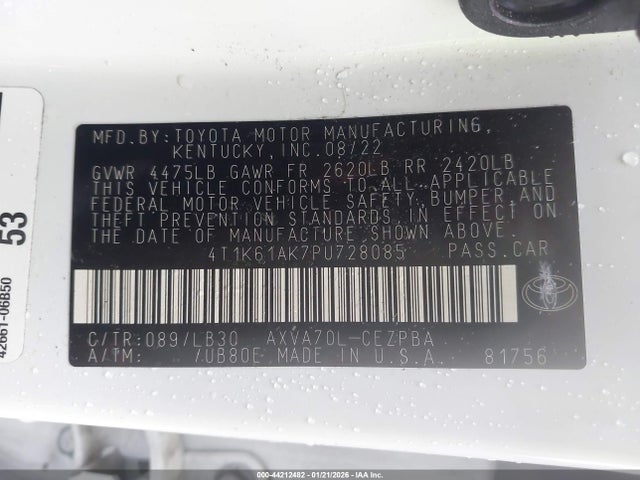 MFD.BY:TOYOTA MOTOR MANUFACTURING,
KENTUCKY,INC.08/22
GVWR 4475LB GAWR FR 2620LB RR 2420LB
THIS VEHICLE CONFORMS TO ALL APPLICABLE
FEDERAL MOTOR VEHICLE SAFETY,BUMPER,AND
THEFT PREVENTION STANDARDS IN EFFECT ON
THE DATE OF MANUFACTURE SHOWN ABOVE.
4T1K61AK7PU728085 PASS.CAR
C/TR:089/LB30 AXVA70L-CEZPBA
A/TM: /UB80E MADE IN U.S.A. 81756
53
42661-06B50
000-44212482 - 01/21/2026 - IAA Inc. ©